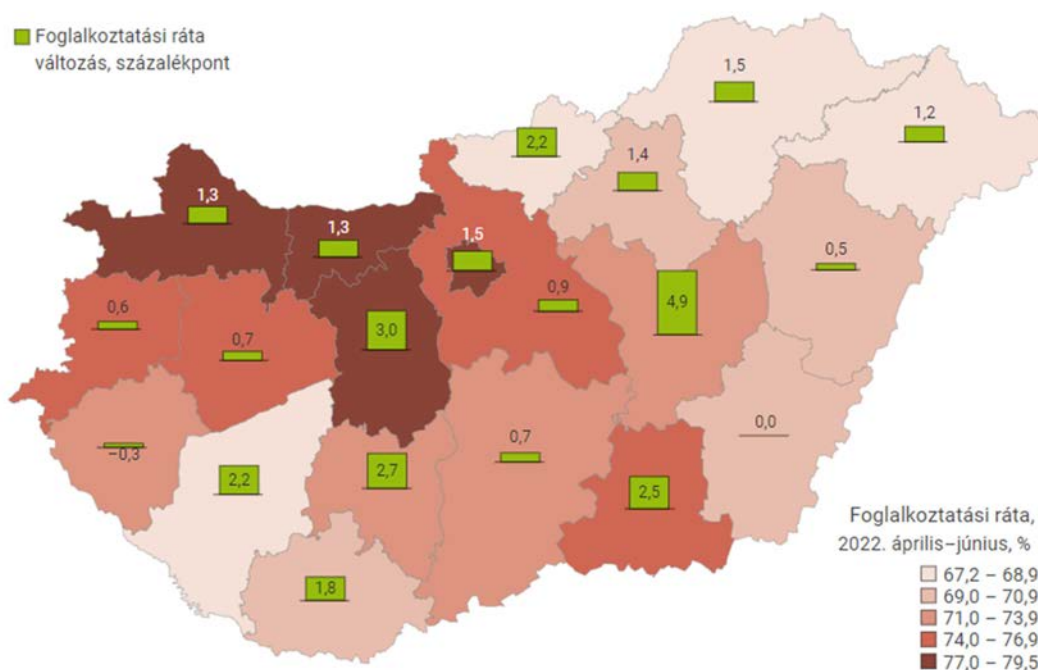 Foglalkoztatási ráta
változás, százalékpont
1,5
1,2
2,2
1,4
1,3
1,3
1,5
0,5
0,6
0,9
4,9
0,7
3,0
0,0
–0,3
0,7
2,2
2,7
2,5
1,8
Foglalkoztatási ráta,
2022. április–június, %
67,2 – 68,9
69,0 – 70,9
71,0 – 73,9
74,0 – 76,9
77,0 – 79,5